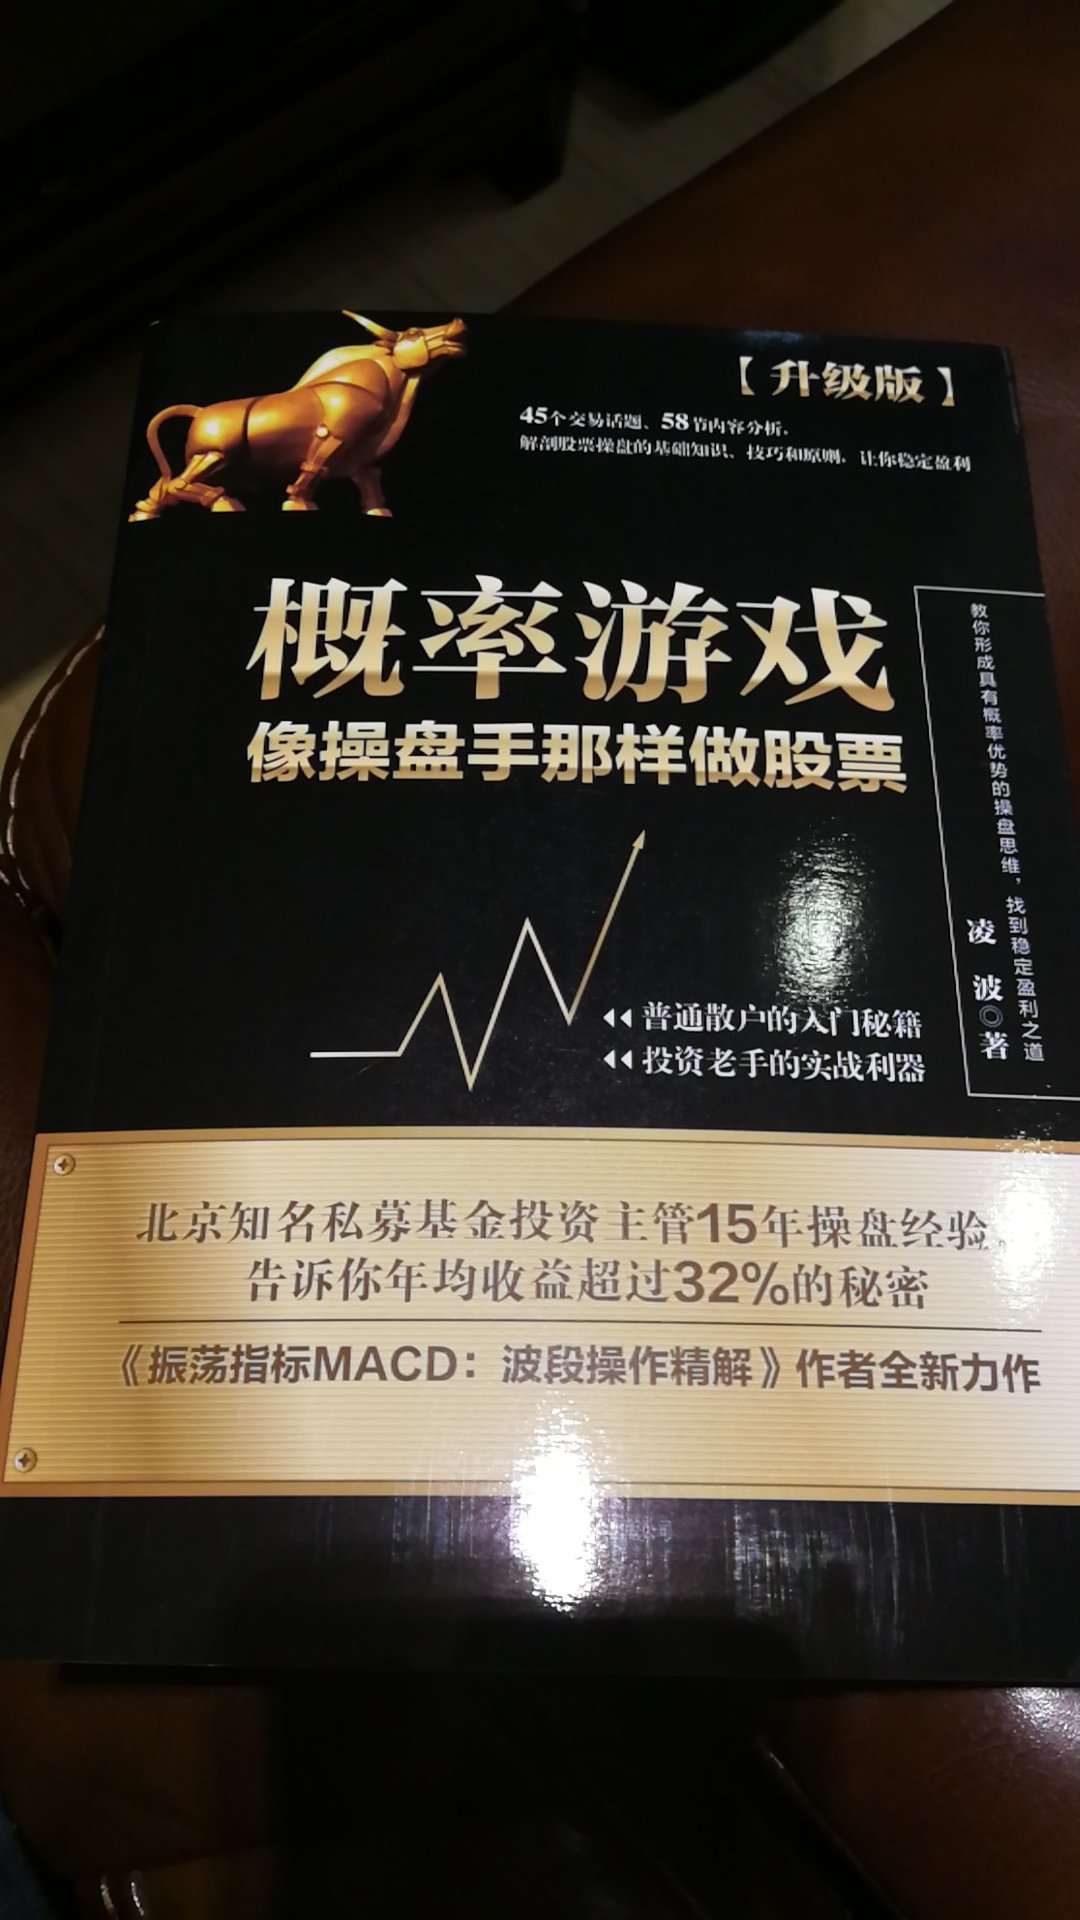 【升级版】
45个交易话题、58节内容分析，
解剖股票操盘的基础知识、技巧和原则，让你稳定盈利
概率游戏
像操盘手那样做股票
教你形成具有概率优势的操盘思维，找到稳定盈利之道
凌 波◎著
普通散户的入门秘籍
投资老手的实战利器
北京知名私募基金投资主管15年操盘经验，
告诉你年均收益超过32%的秘密
《振荡指标MACD：波段操作精解》作者全新力作